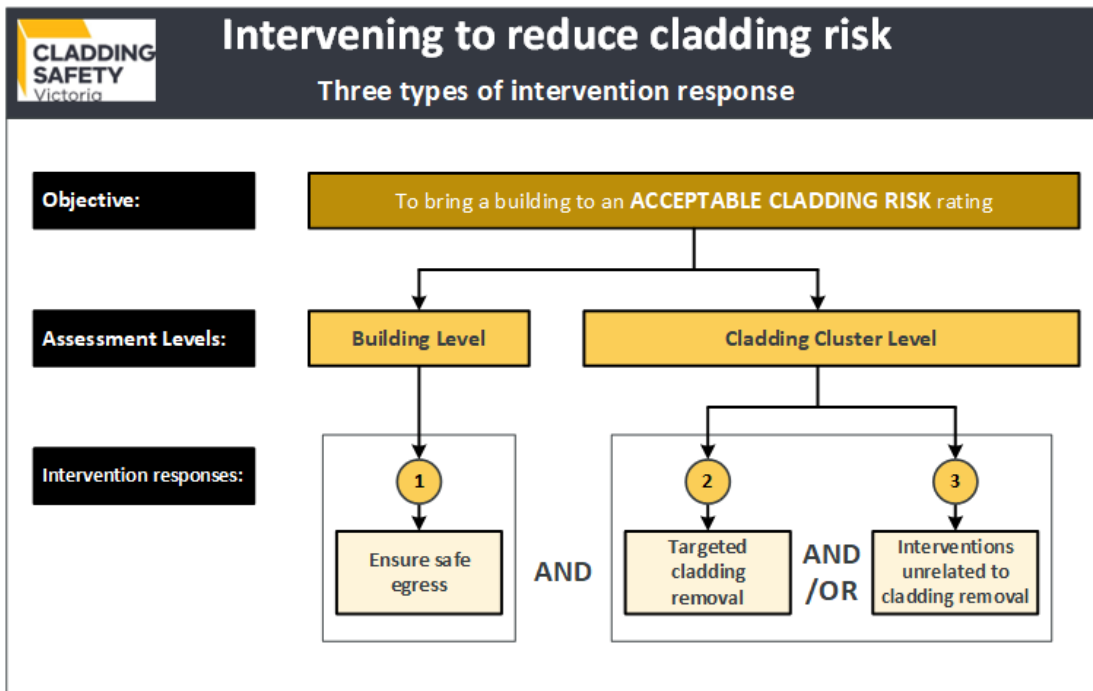 CLADDING
SAFETY
Victoria
Intervening to reduce cladding risk
Three types of intervention response
Objective:
To bring a building to an ACCEPTABLE CLADDING RISK rating
Assessment Levels:
Building Level
Cladding Cluster Level
Intervention responses:
1
2
3
Ensure safe
egress
AND
Targeted
cladding
removal
AND
/OR
Interventions
unrelated to
cladding removal